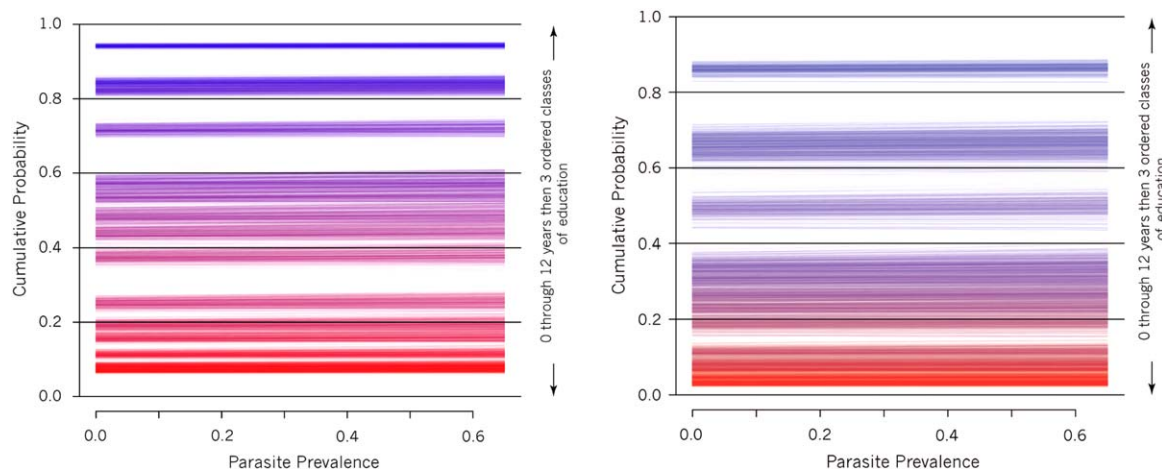 1.0
0.8
0.6
0.4
0.2
0.0
Cumulative Probability
0.0 0.2 0.4 0.6
Parasite Prevalence
0 through 12 years then 3 ordered classes
of education
1.0
0.8
0.6
0.4
0.2
0.0
Cumulative Probability
0.0 0.2 0.4 0.6
Parasite Prevalence
0 through 12 years then 3 ordered classes
of education